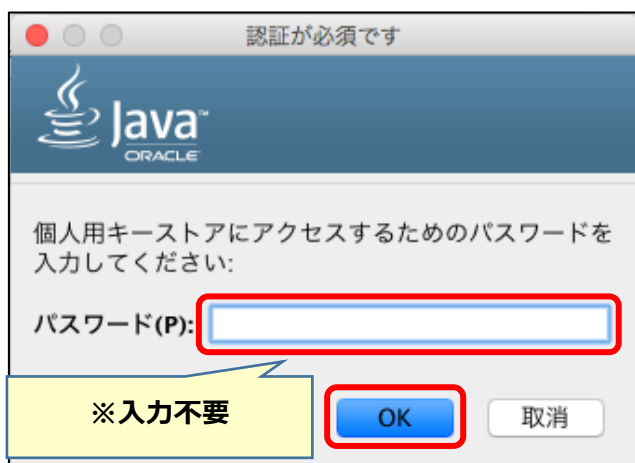 認証が必須です
Java™
ORACLE
個人用キーストアにアクセスするためのパスワードを
入力してください:
パスワード(P):
※入力不要
OK
取消